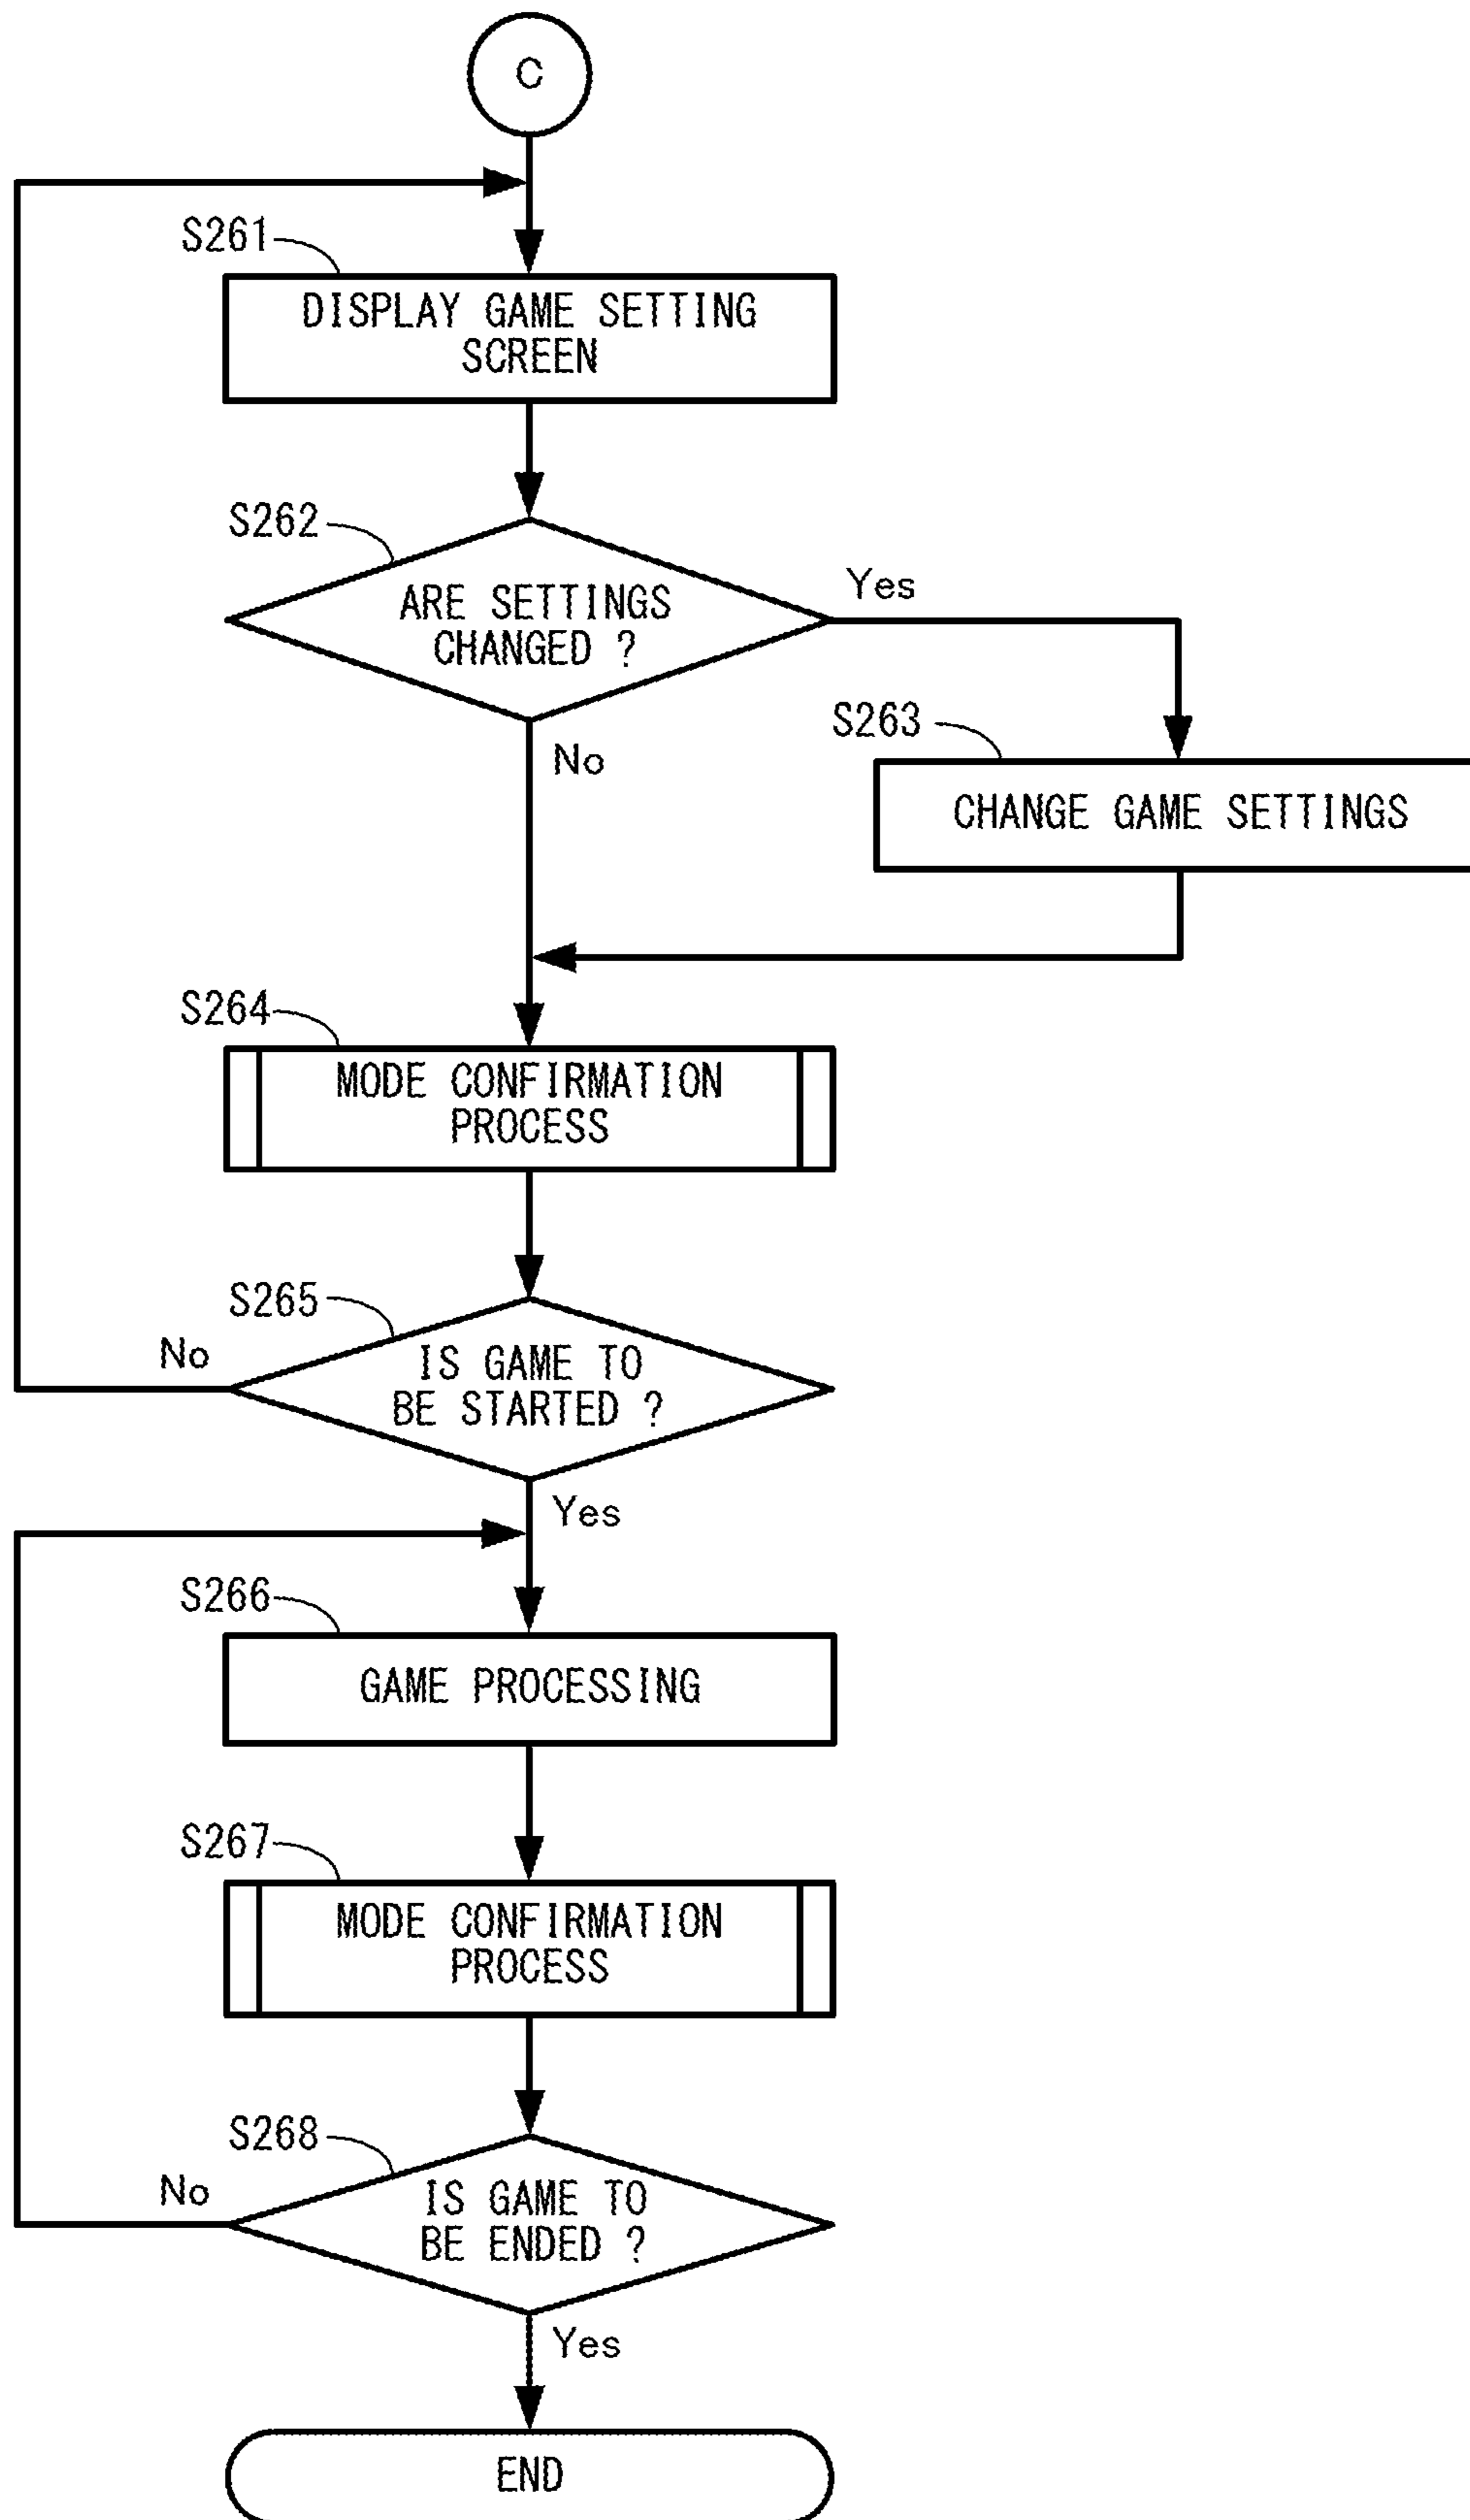 C
S261
DISPLAY GAME SETTING
SCREEN
S262
ARE SETTINGS
CHANGED ?
Yes
No
S263
CHANGE GAME SETTINGS
S264
MODE CONFIRMATION
PROCESS
S265
IS GAME TO
BE STARTED ?
No
Yes
S266
GAME PROCESSING
S267
MODE CONFIRMATION
PROCESS
S268
IS GAME TO
BE ENDED ?
No
Yes
END